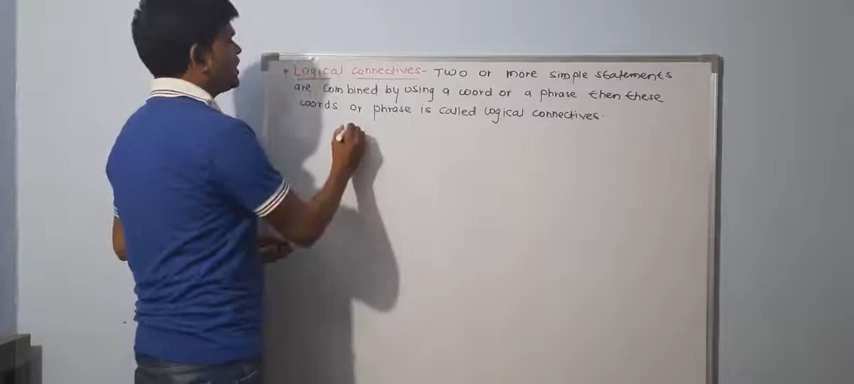 * Logical connectives- Two or more simple statements
are combined by using a word or a phrase then these
words or phrase is called logical connectives.